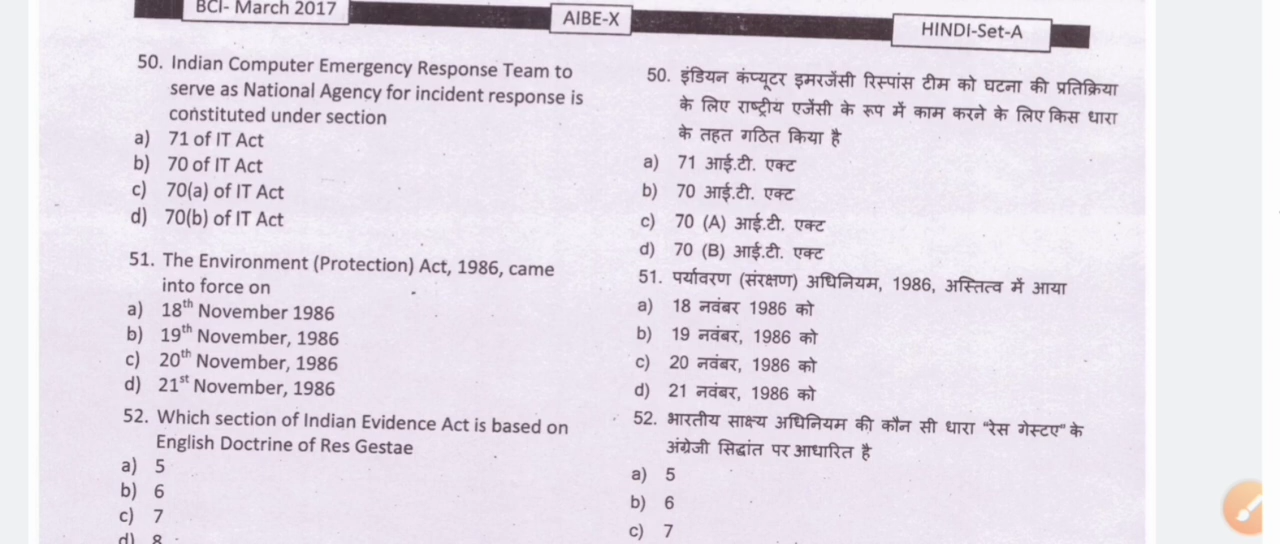 BCI- March 2017
AIBE-X
HINDI-Set-A
50. Indian Computer Emergency Response Team to
serve as National Agency for incident response is
constituted under section
a) 71 of IT Act
b) 70 of IT Act
c) 70(a) of IT Act
d) 70(b) of IT Act
51. The Environment (Protection) Act, 1986, came
into force on
a) 18th November 1986
b) 19th November, 1986
c) 20th November, 1986
d) 21st November, 1986
52. Which section of Indian Evidence Act is based on
English Doctrine of Res Gestae
a) 5
b) 6
c) 7
d) 8
50. इंडियन कंप्यूटर इमरजेंसी रिस्पांस टीम को घटना की प्रतिक्रिया
के लिए राष्ट्रीय एजेंसी के रूप में काम करने के लिए किस धारा
के तहत गठित किया है
a) 71 आई.टी. एक्ट
b) 70 आई.टी. एक्ट
c) 70 (A) आई.टी. एक्ट
d) 70 (B) आई.टी. एक्ट
51. पर्यावरण (संरक्षण) अधिनियम, 1986, अस्तित्व में आया
a) 18 नवंबर 1986 को
b) 19 नवंबर, 1986 को
c) 20 नवंबर, 1986 को
d) 21 नवंबर, 1986 को
52. भारतीय साक्ष्य अधिनियम की कौन सी धारा "रेस गेस्टए" के
अंग्रेजी सिद्धांत पर आधारित है
a) 5
b) 6
c) 7